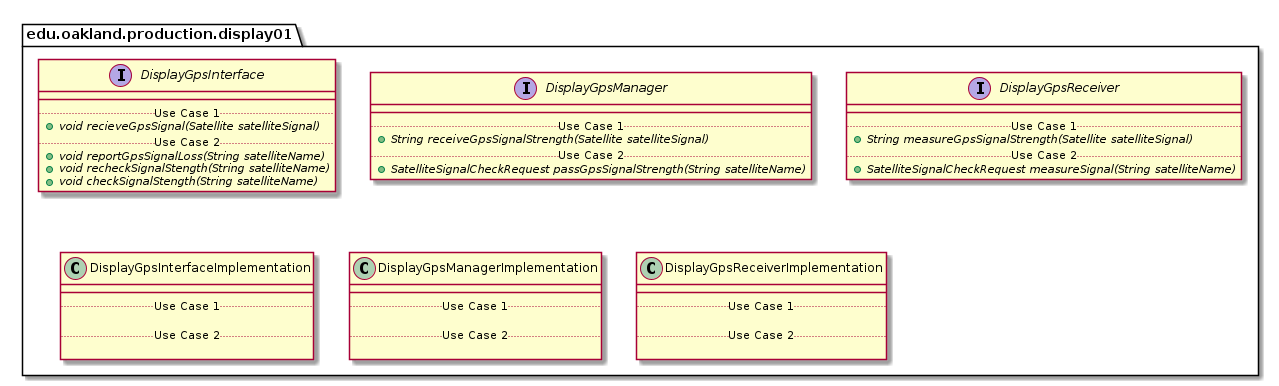 edu.oakland.production.display01
I DisplayGpsInterface
Use Case 1
void recieveGpsSignal(Satellite satelliteSignal)
Use Case 2
void reportGpsSignalLoss(String satelliteName)
void recheckSignalStength(String satelliteName)
void checkSignalStength(String satelliteName)
I DisplayGpsManager
Use Case 1
String receiveGpsSignalStrength(Satellite satelliteSignal)
Use Case 2
SatelliteSignalCheckRequest passGpsSignalStrength(String satelliteName)
I DisplayGpsReceiver
Use Case 1
String measureGpsSignalStrength(Satellite satelliteSignal)
Use Case 2
SatelliteSignalCheckRequest measureSignal(String satelliteName)
C DisplayGpsInterfaceImplementation
Use Case 1
Use Case 2
C DisplayGpsManagerImplementation
Use Case 1
Use Case 2
C DisplayGpsReceiverImplementation
Use Case 1
Use Case 2